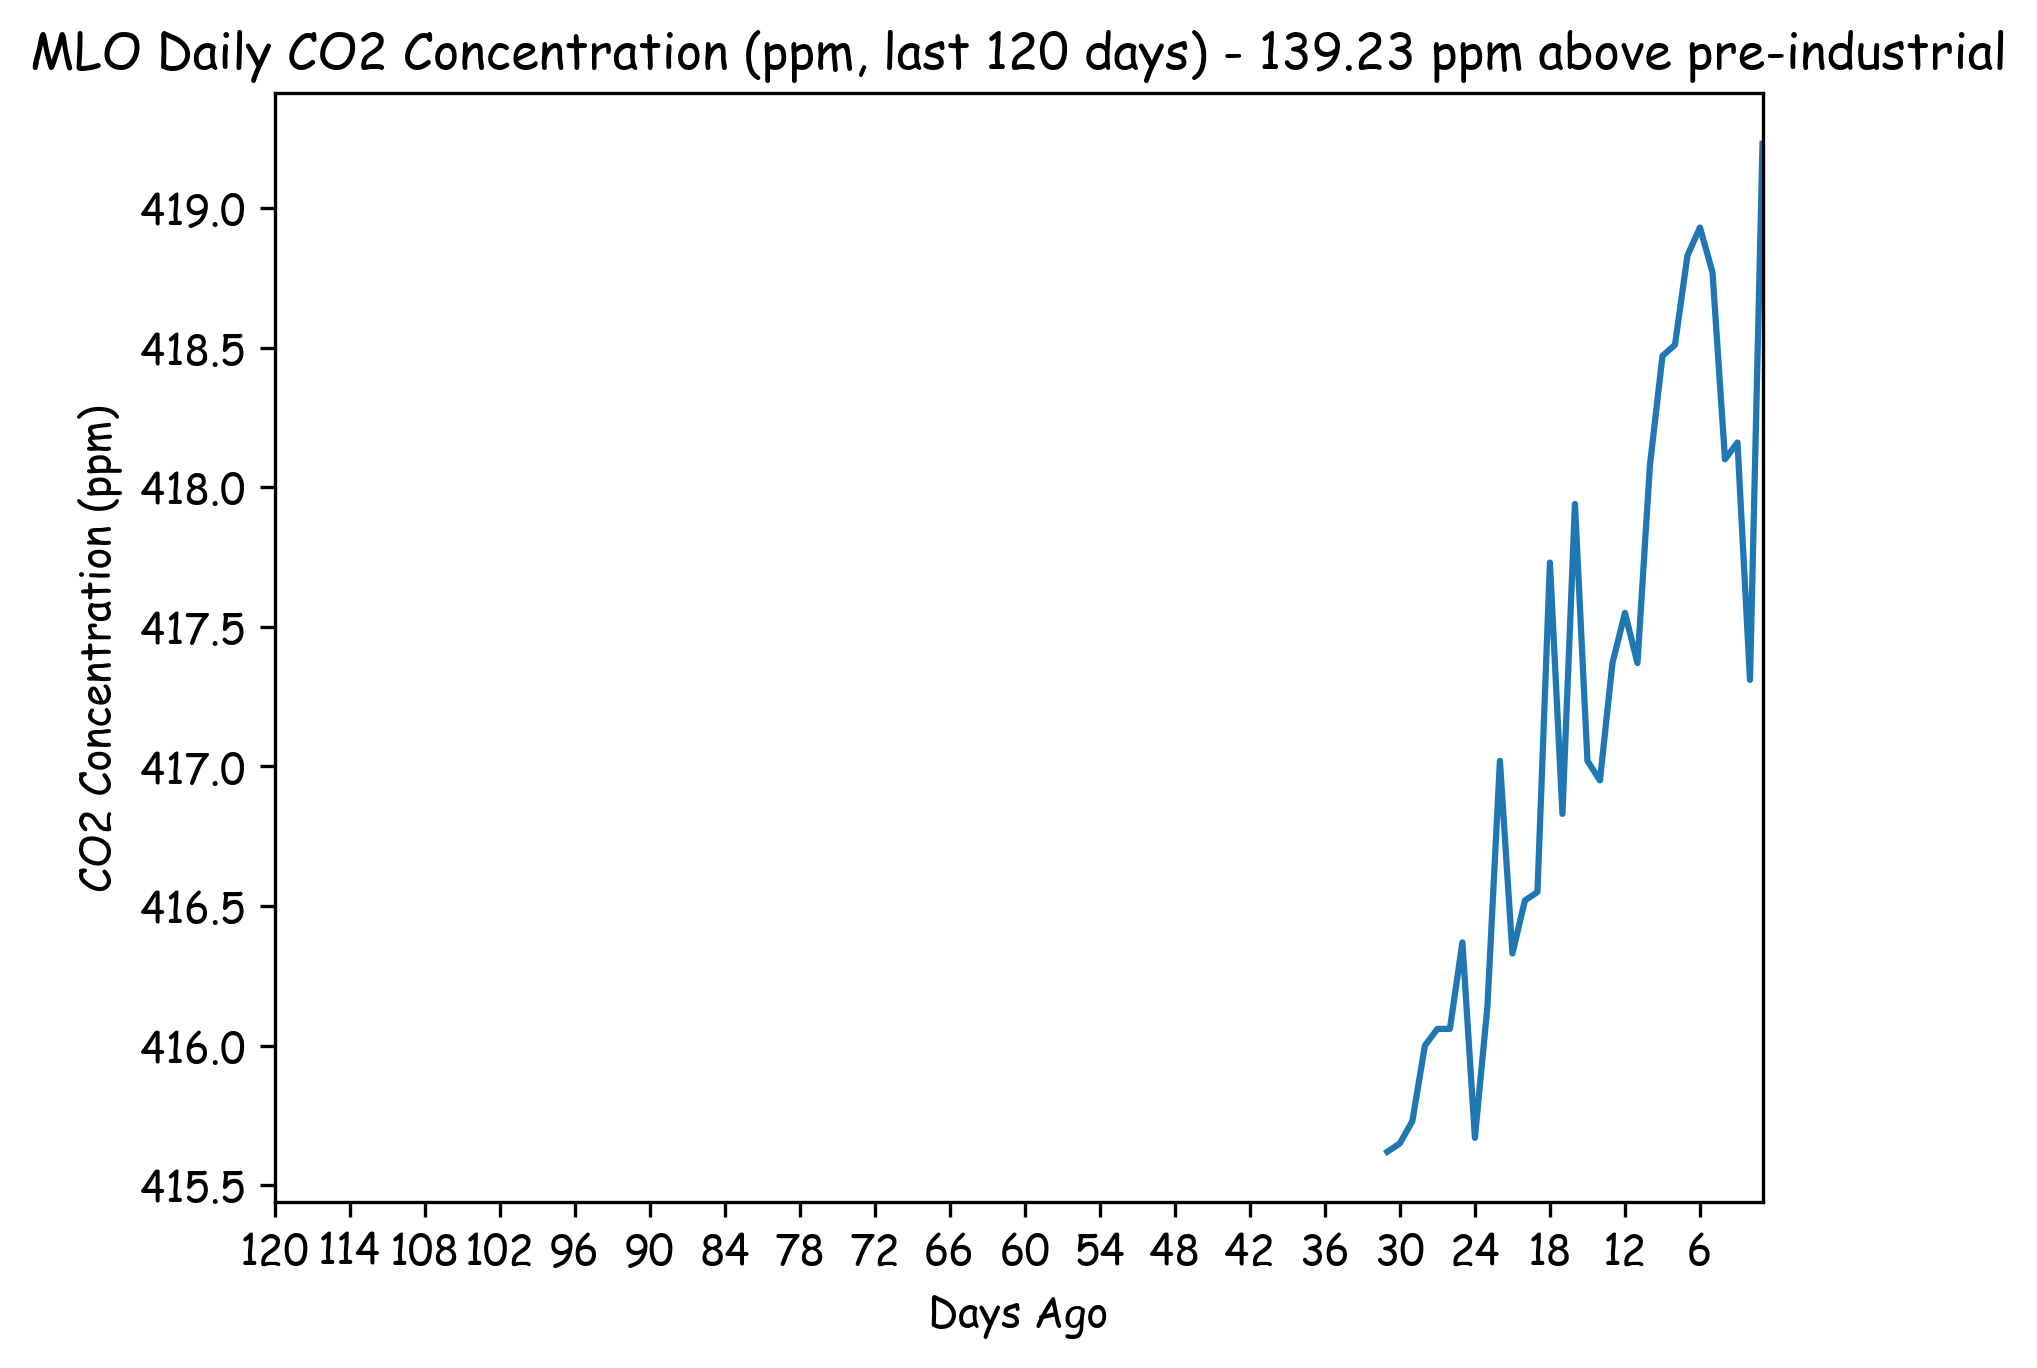 MLO Daily CO2 Concentration (ppm, last 120 days) - 139.23 ppm above pre-industrial
CO2 Concentration (ppm)
419.0
418.5
418.0
417.5
417.0
416.5
416.0
415.5
120 114 108 102 96 90 84 78 72 66 60 54 48 42 36 30 24 18 12 6
Days Ago